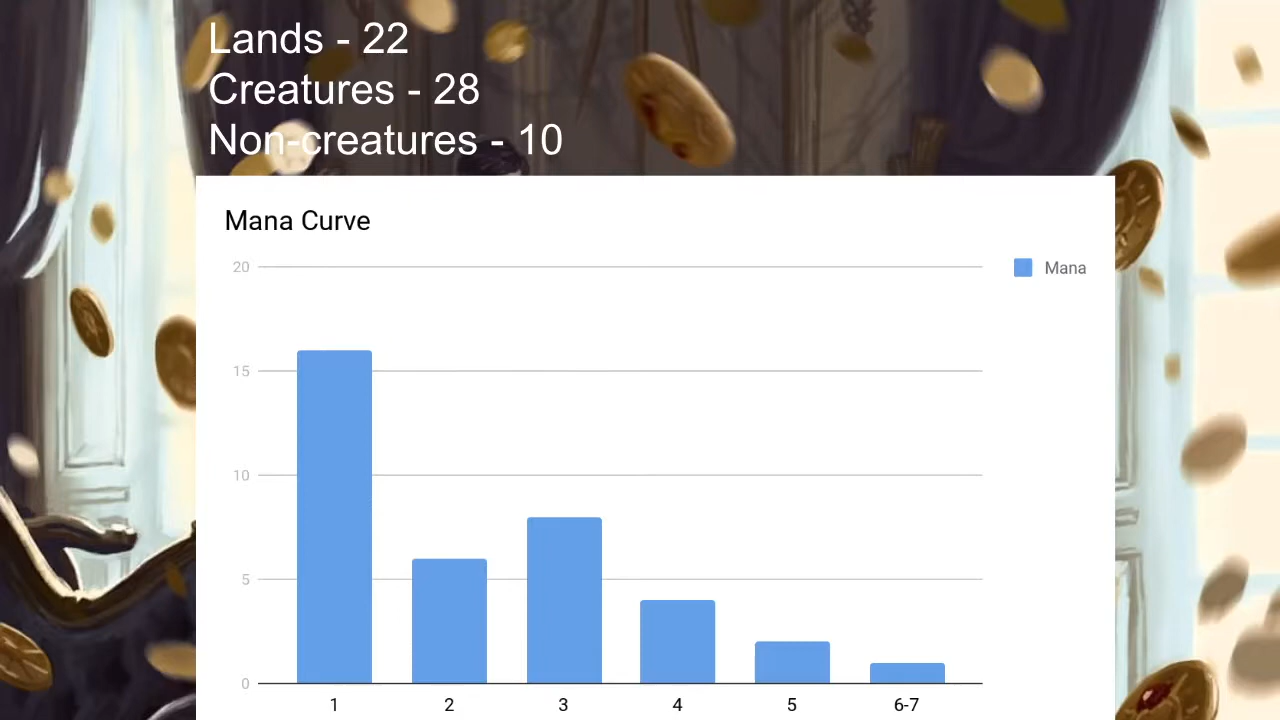 Lands - 22
Creatures - 28
Non-creatures - 10
Mana Curve
20
Mana
15
10
5
0
1 2 3 4 5 6-7